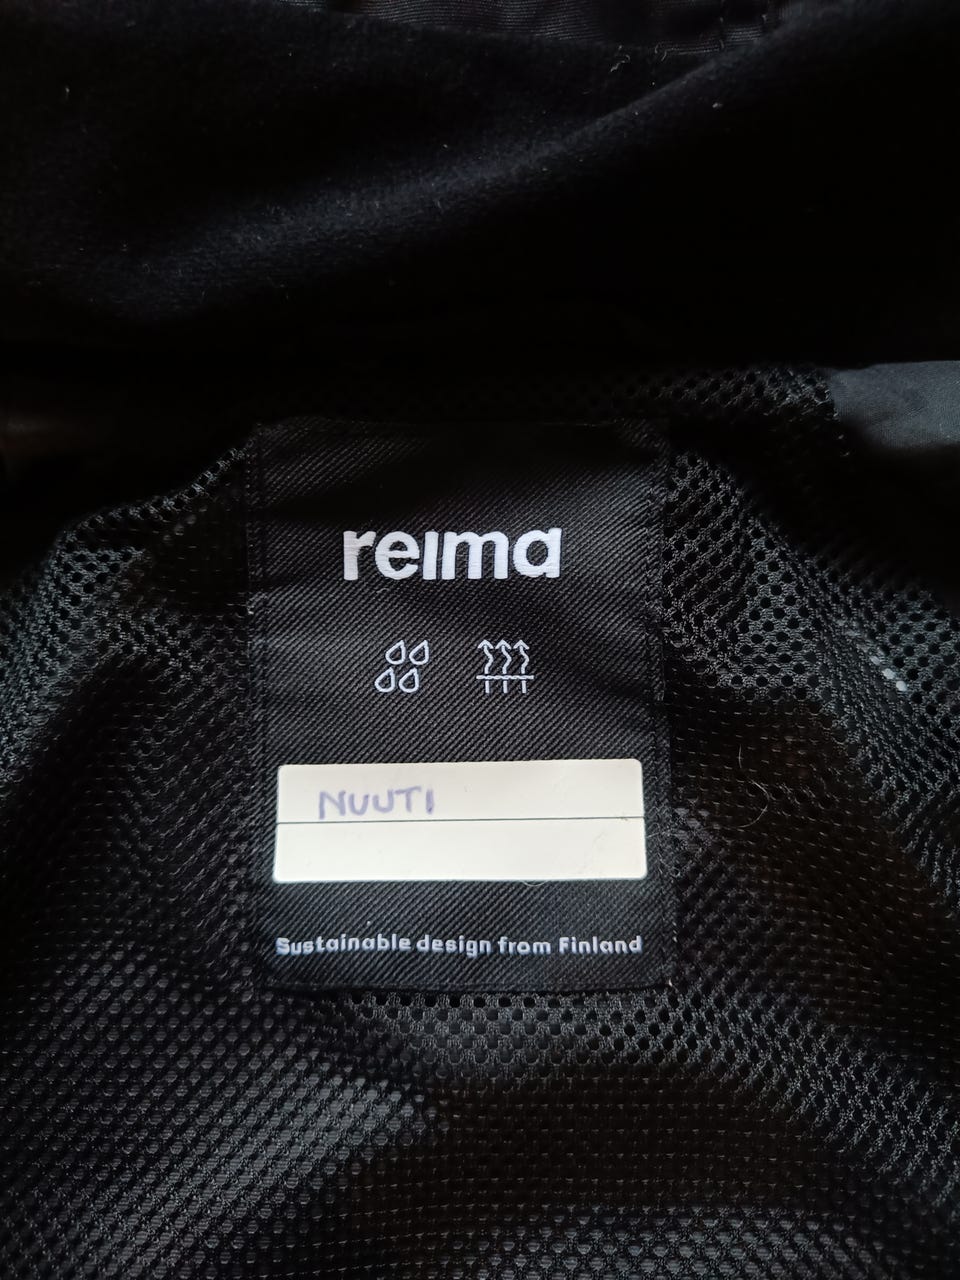 reima
NUUTI
Sustainable design from Finland